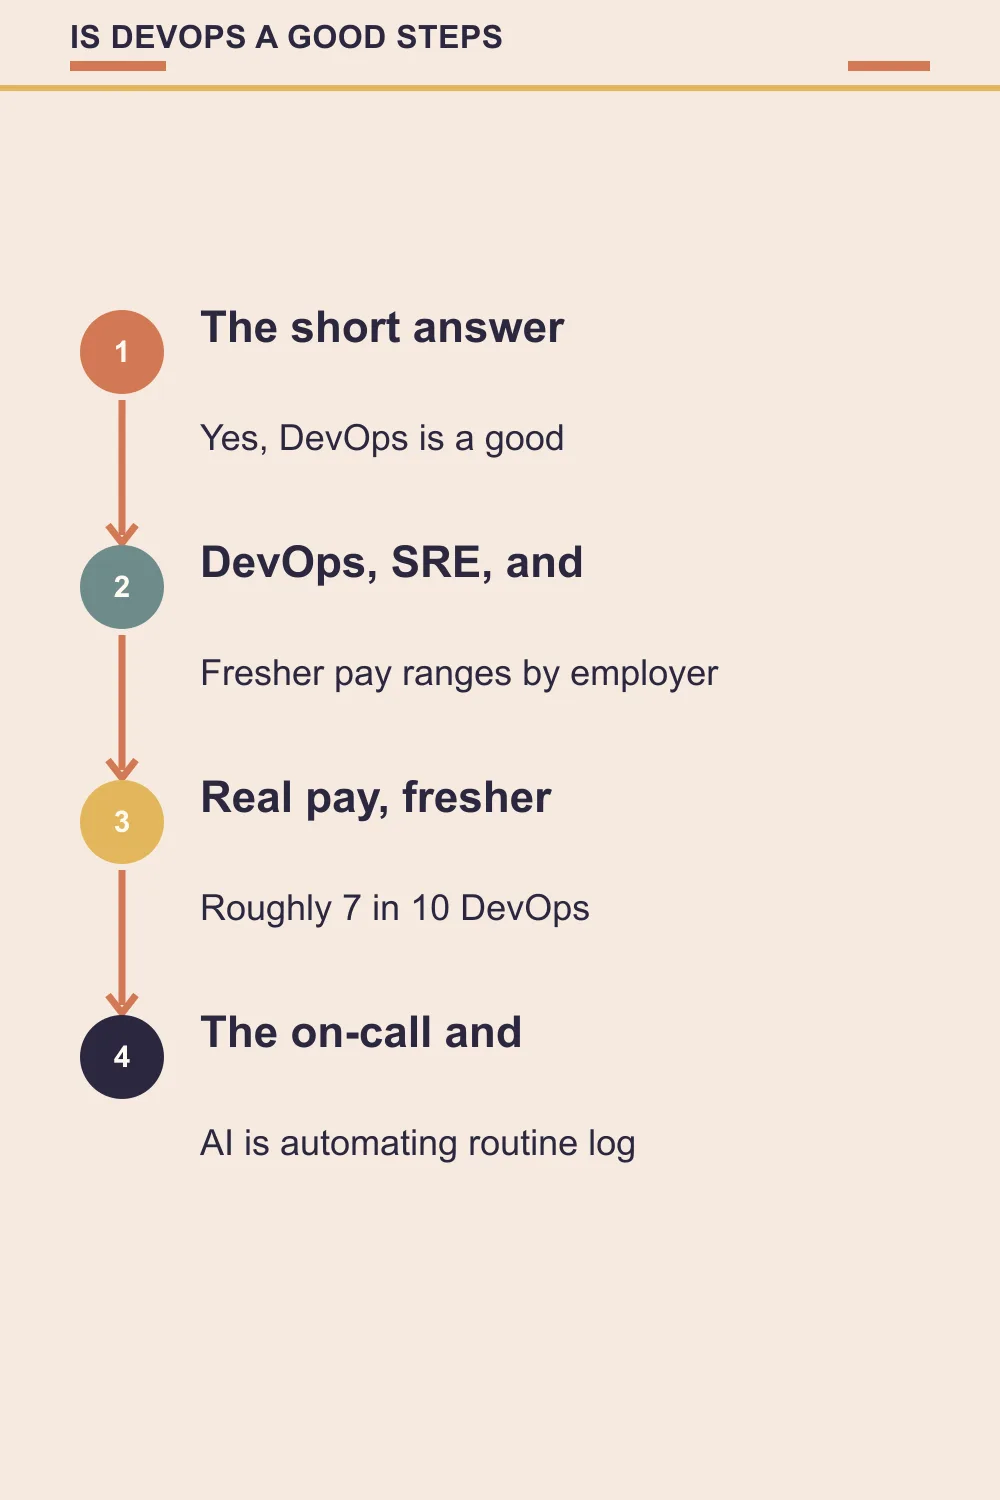 IS DEVOPS A GOOD STEPS
1
The short answer
Yes, DevOps is a good
2
DevOps, SRE, and
Fresher pay ranges by employer
3
Real pay, fresher
Roughly 7 in 10 DevOps
4
The on-call and
AI is automating routine log